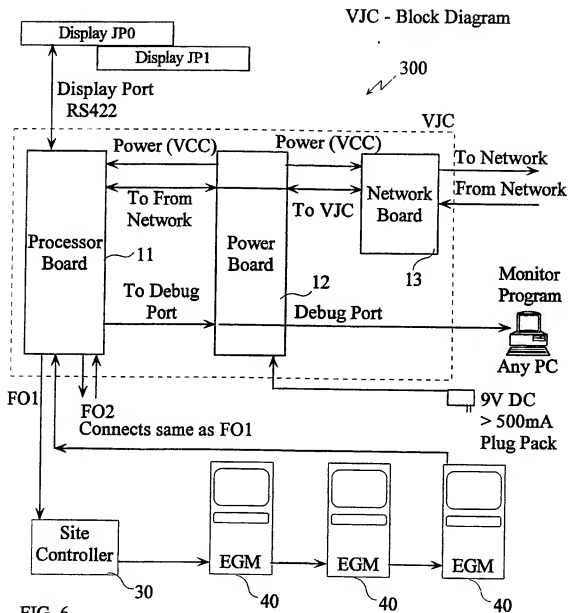 VJC - Block Diagram
Display JP0
Display JP1
300
Display Port
RS422
VJC
Power (VCC)
Power (VCC)
To Network
From Network
To From
Network
To VJC
Network
Board
Processor
Board
11
Power
Board
12
13
To Debug
Port
Debug Port
Monitor
Program
Any PC
FO1
FO2
Connects same as FO1
9V DC
> 500mA
Plug Pack
Site
Controller
30
EGM
40
EGM
40
EGM
40
FIG. 6